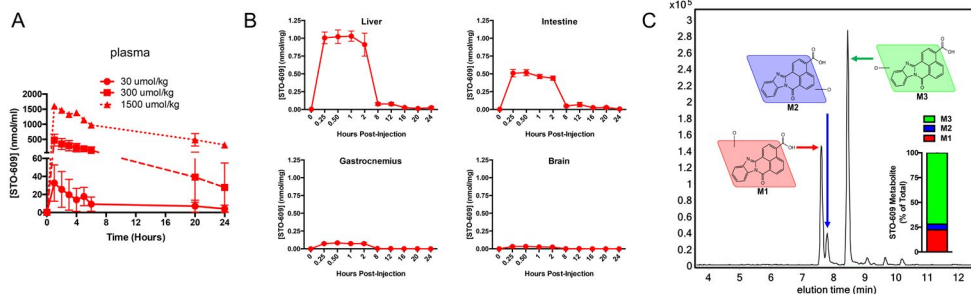 A
plasma
30 umol/kg
300 umol/kg
1500 umol/kg
[STO-609] (nmol/ml)
2000
1500
1000
500
60
40
20
0
0 4 8 12 16 20 24
Time (Hours)
B
Liver
[STO-609] (nmol/mg)
1.25
1.00
0.75
0.50
0.25
0.00
0 0.25 0.50 1 2 8 12 16 20 24
Hours Post-Injection
Intestine
[STO-609] (nmol/mg)
1.25
1.00
0.75
0.50
0.25
0.00
0 0.25 0.50 1 2 8 12 16 20 24
Hours Post-Injection
Gastrocnemius
[STO-609] (nmol/mg)
1.25
1.00
0.75
0.50
0.25
0.00
0 0.25 0.50 1 2 8 12 16 20 24
Hours Post-Injection
Brain
[STO-609] (nmol/mg)
1.25
1.00
0.75
0.50
0.25
0.00
0 0.25 0.50 1 2 8 12 16 20 24
Hours Post-Injection
C
x10⁵
2.8
2.6
2.4
2.2
2
1.8
1.6
1.4
1.2
1
0.8
0.6
0.4
0.2
0
4 5 6 7 8 9 10 11 12
elution time (min)
M2
M3
M1
M3
M2
M1
STO-609 Metabolite
(% of Total)
100
75
50
25
0